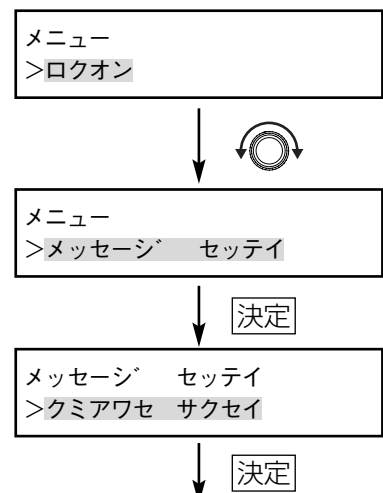 メニュー
>ロクオン
メニュー
>メッセージ セッテイ
決定
メッセージ セッテイ
>クミアワセ サクセイ
決定